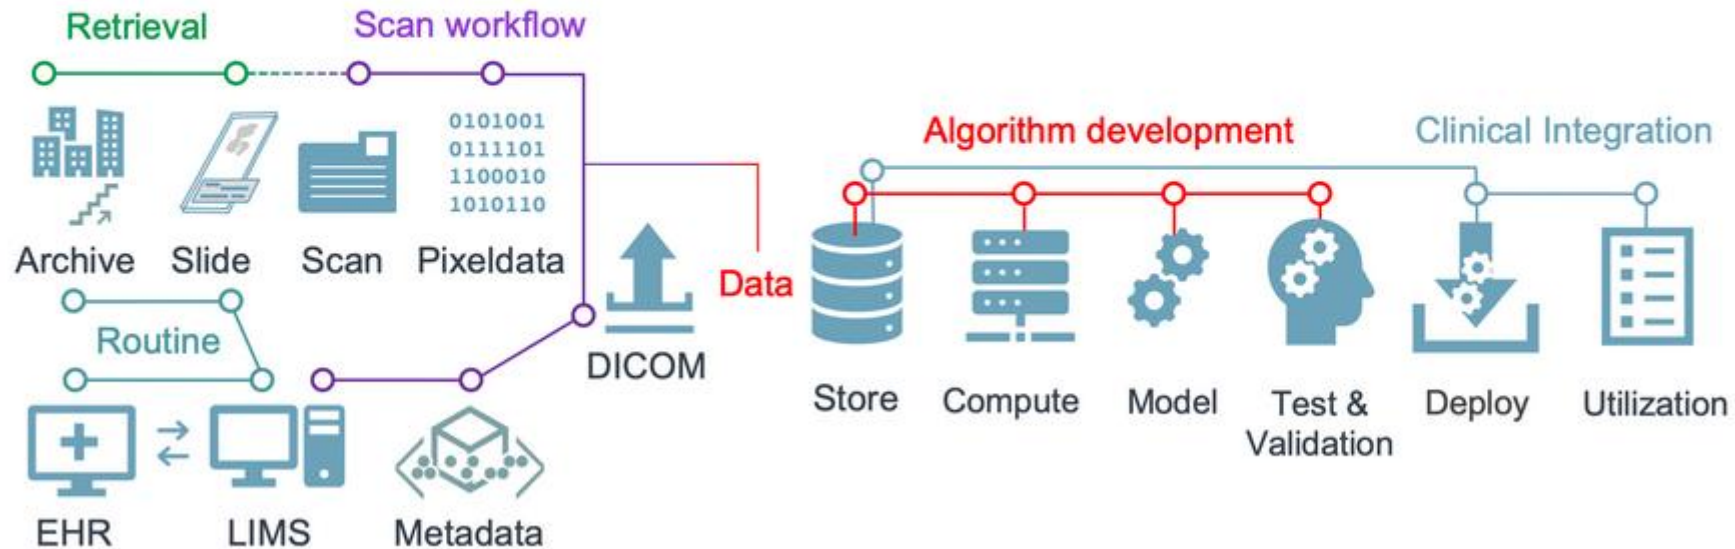 Retrieval
Scan workflow
0101001
0111101
1100010
1010110
Archive
Slide
Scan
Pixeldata
Routine
EHR
LIMS
Metadata
DICOM
Data
Algorithm development
Clinical Integration
Store
Compute
Model
Test &
Validation
Deploy
Utilization